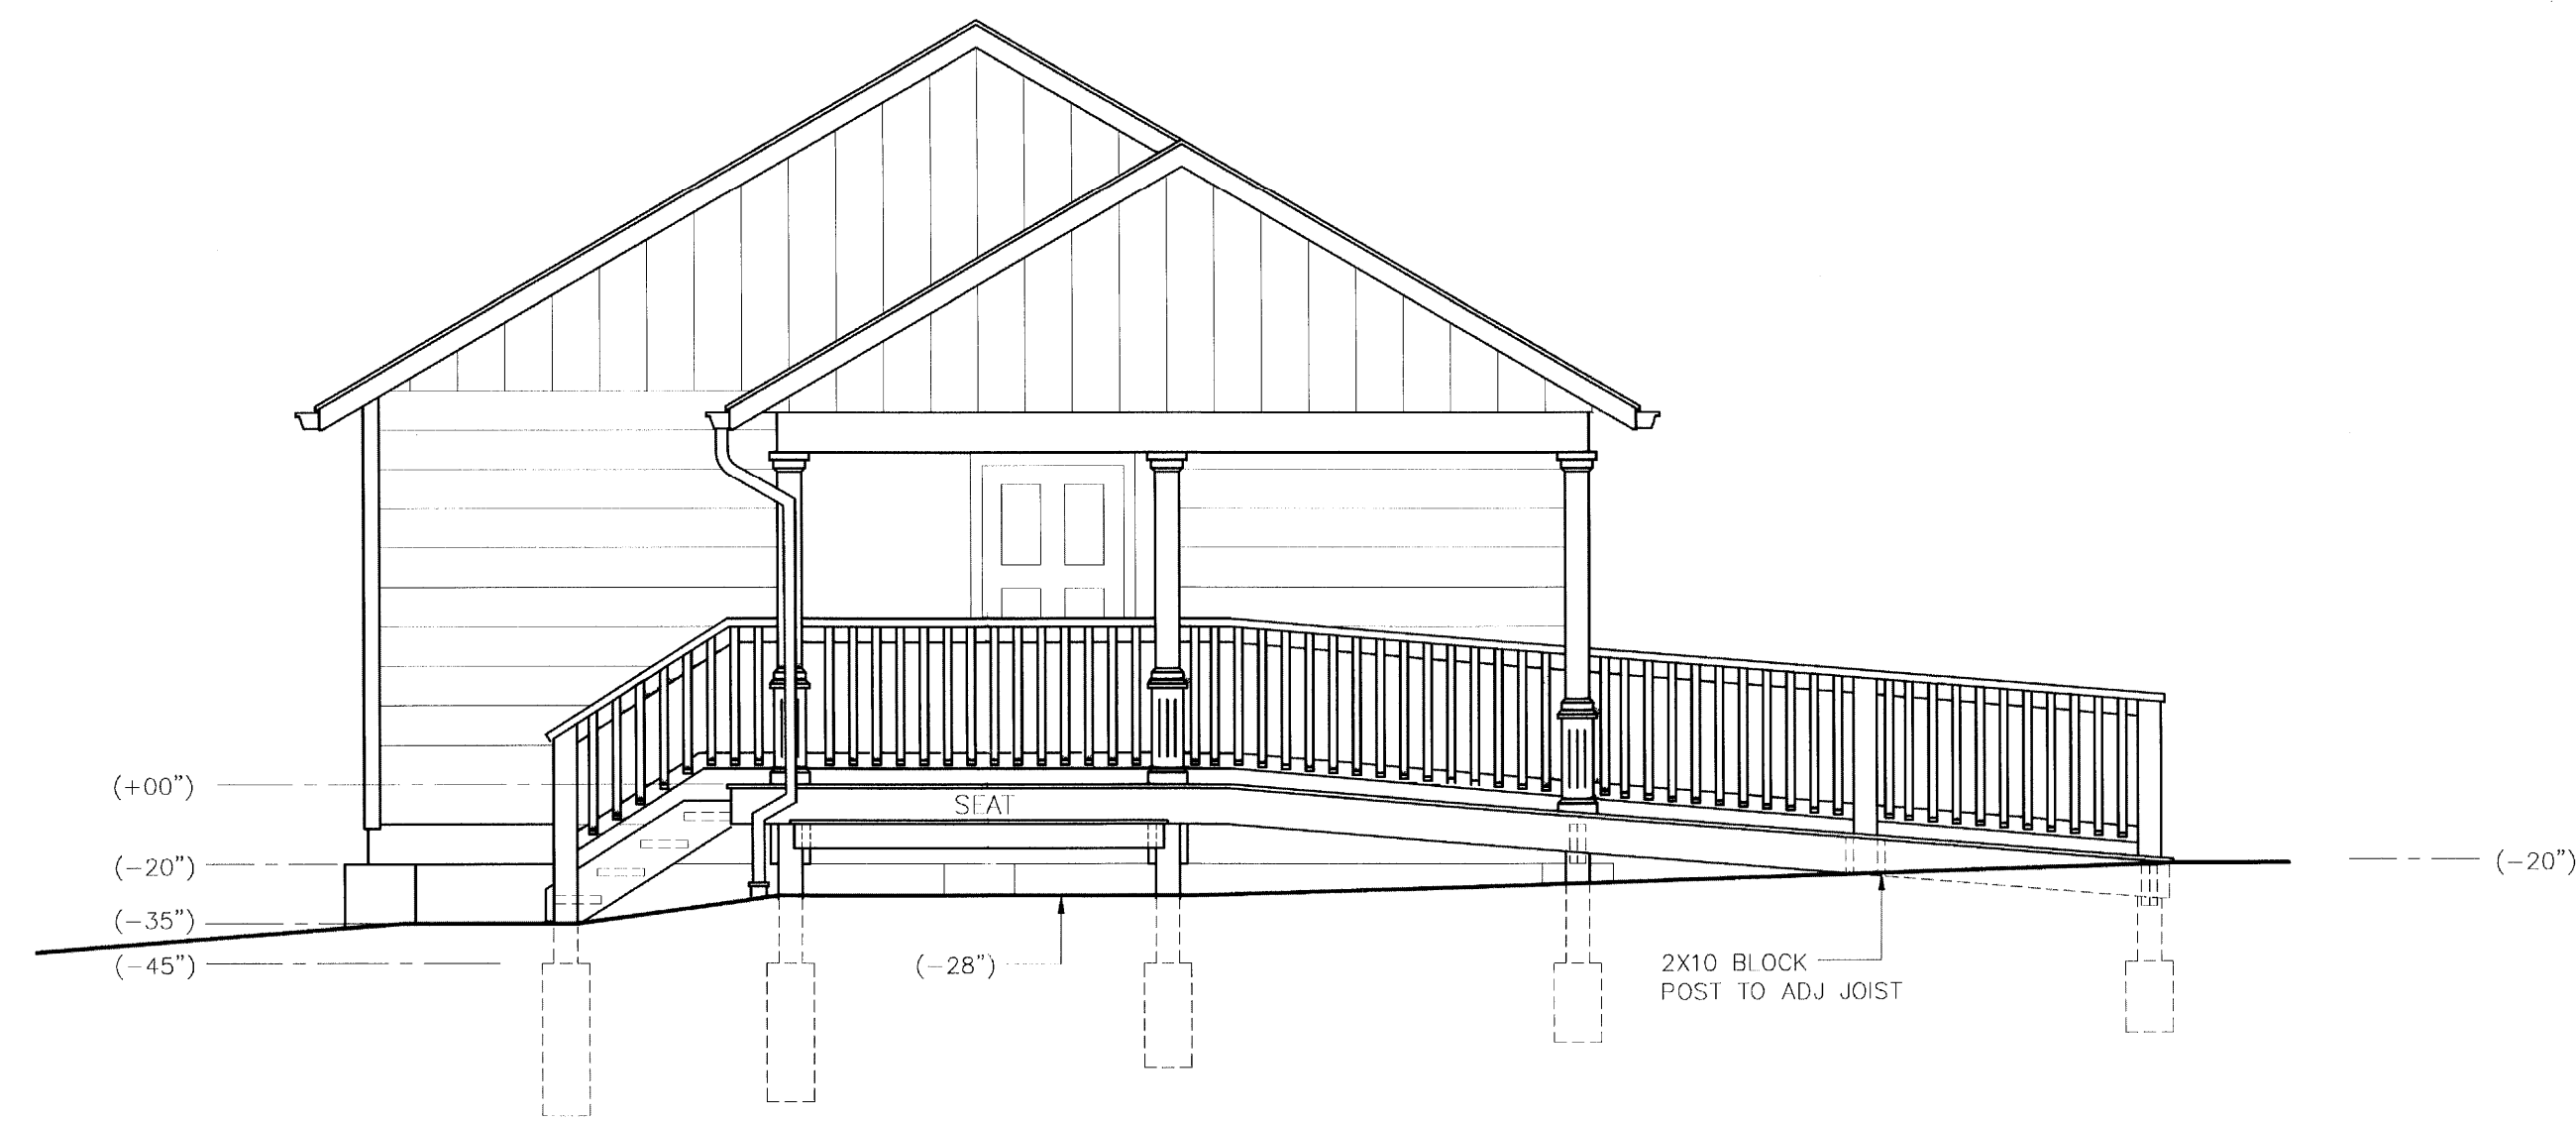 (+00")
SEAT
(-20")
(-20")
(-35")
(-45")
(-28")
2X10 BLOCK
POST TO ADJ JOIST